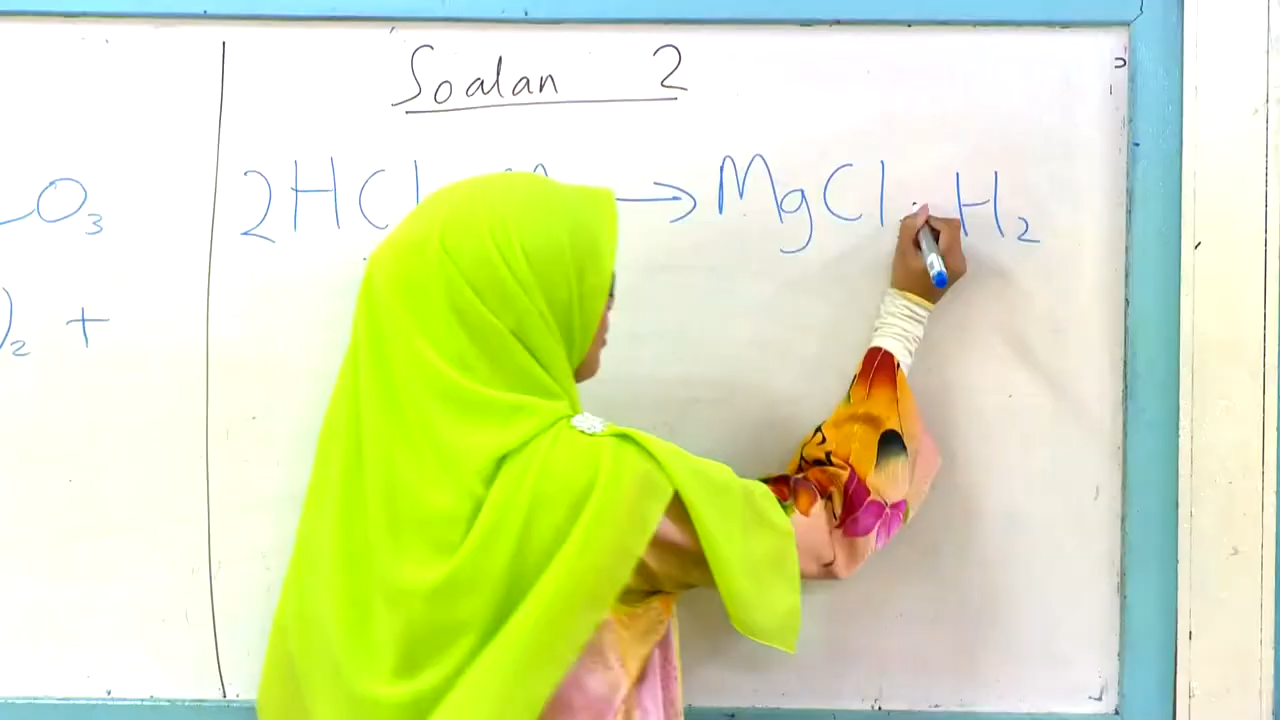 Soalan 2
2HCl → MgCl H₂
O₃
)₂ +